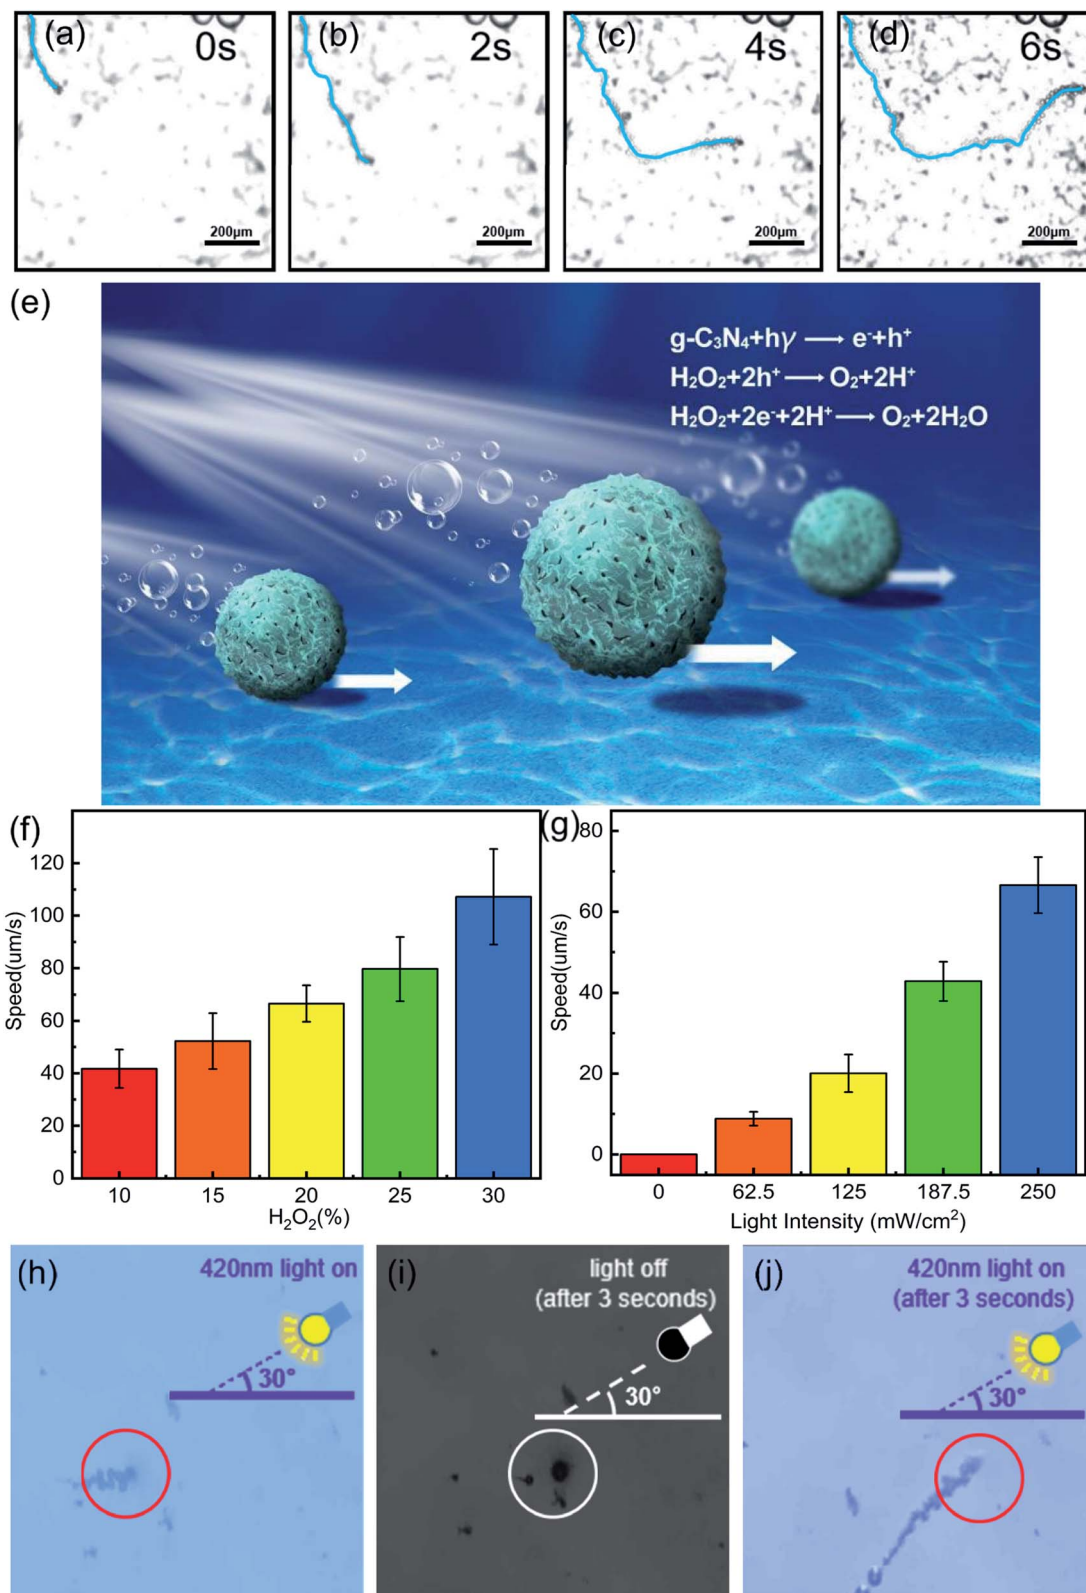 (a)
0s
200μm
(b)
2s
200μm
(c)
4s
200μm
(d)
6s
200μm
(e)
g-C₃N₄+hγ ⟶ e⁻+h⁺
H₂O₂+2h⁺ ⟶ O₂+2H⁺
H₂O₂+2e⁻+2H⁺ ⟶ O₂+2H₂O
(f)
Speed(um/s)
120
100
80
60
40
20
0
10 15 20 25 30
H₂O₂(%)
(g)
Speed(um/s)
80
60
40
20
0
0 62.5 125 187.5 250
Light Intensity (mW/cm²)
(h)
420nm light on
30°
(i)
light off
(after 3 seconds)
30°
(j)
420nm light on
(after 3 seconds)
30°